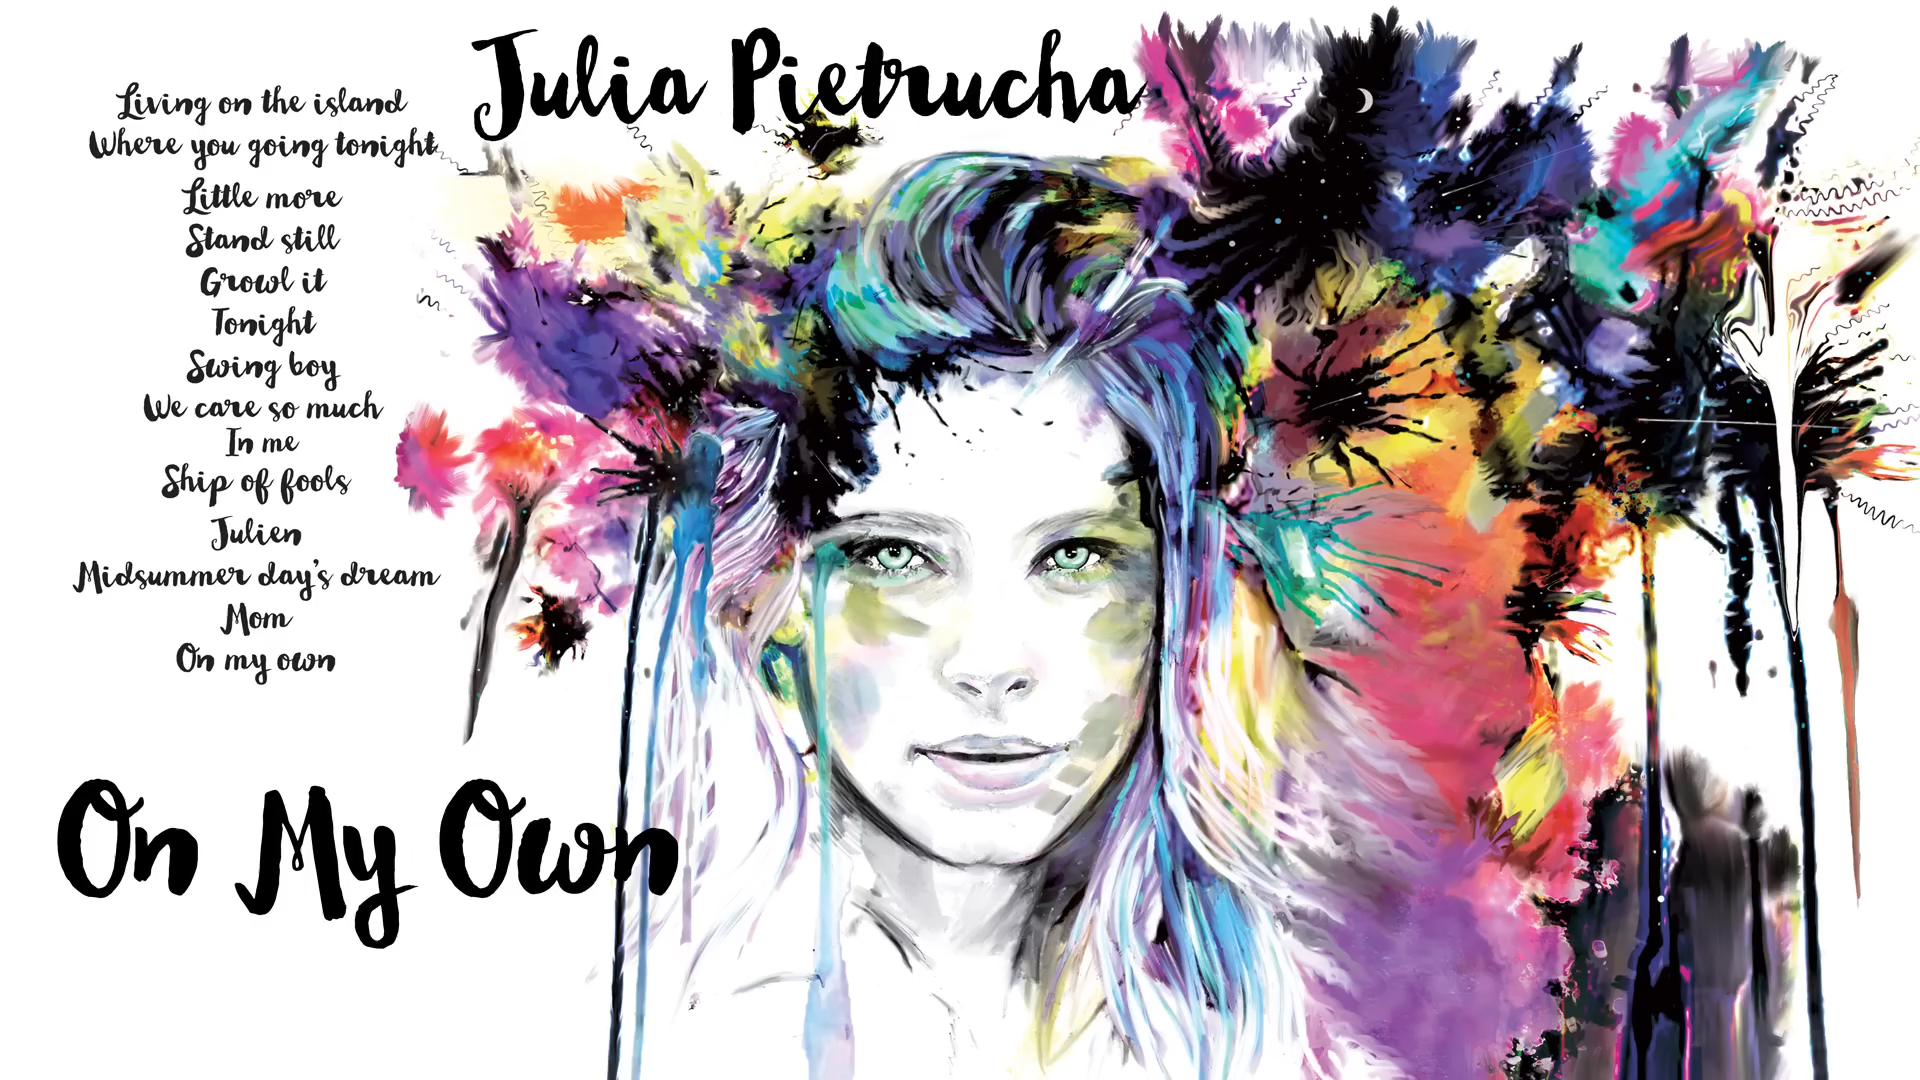 Julia Pietrucha
Living on the island
Where you going tonight
Little more
Stand still
Growl it
Tonight
Swing boy
We care so much
In me
Ship of fools
Julien
Midsummer day's dream
Mom
On my own
On My Own